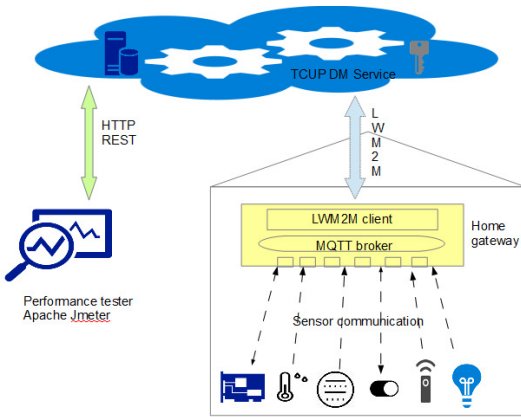 TCUP DM Service
HTTP
REST
L
W
M
2
M
LWM2M client
MQTT broker
Home
gateway
Sensor communication
Performance tester
Apache Jmeter